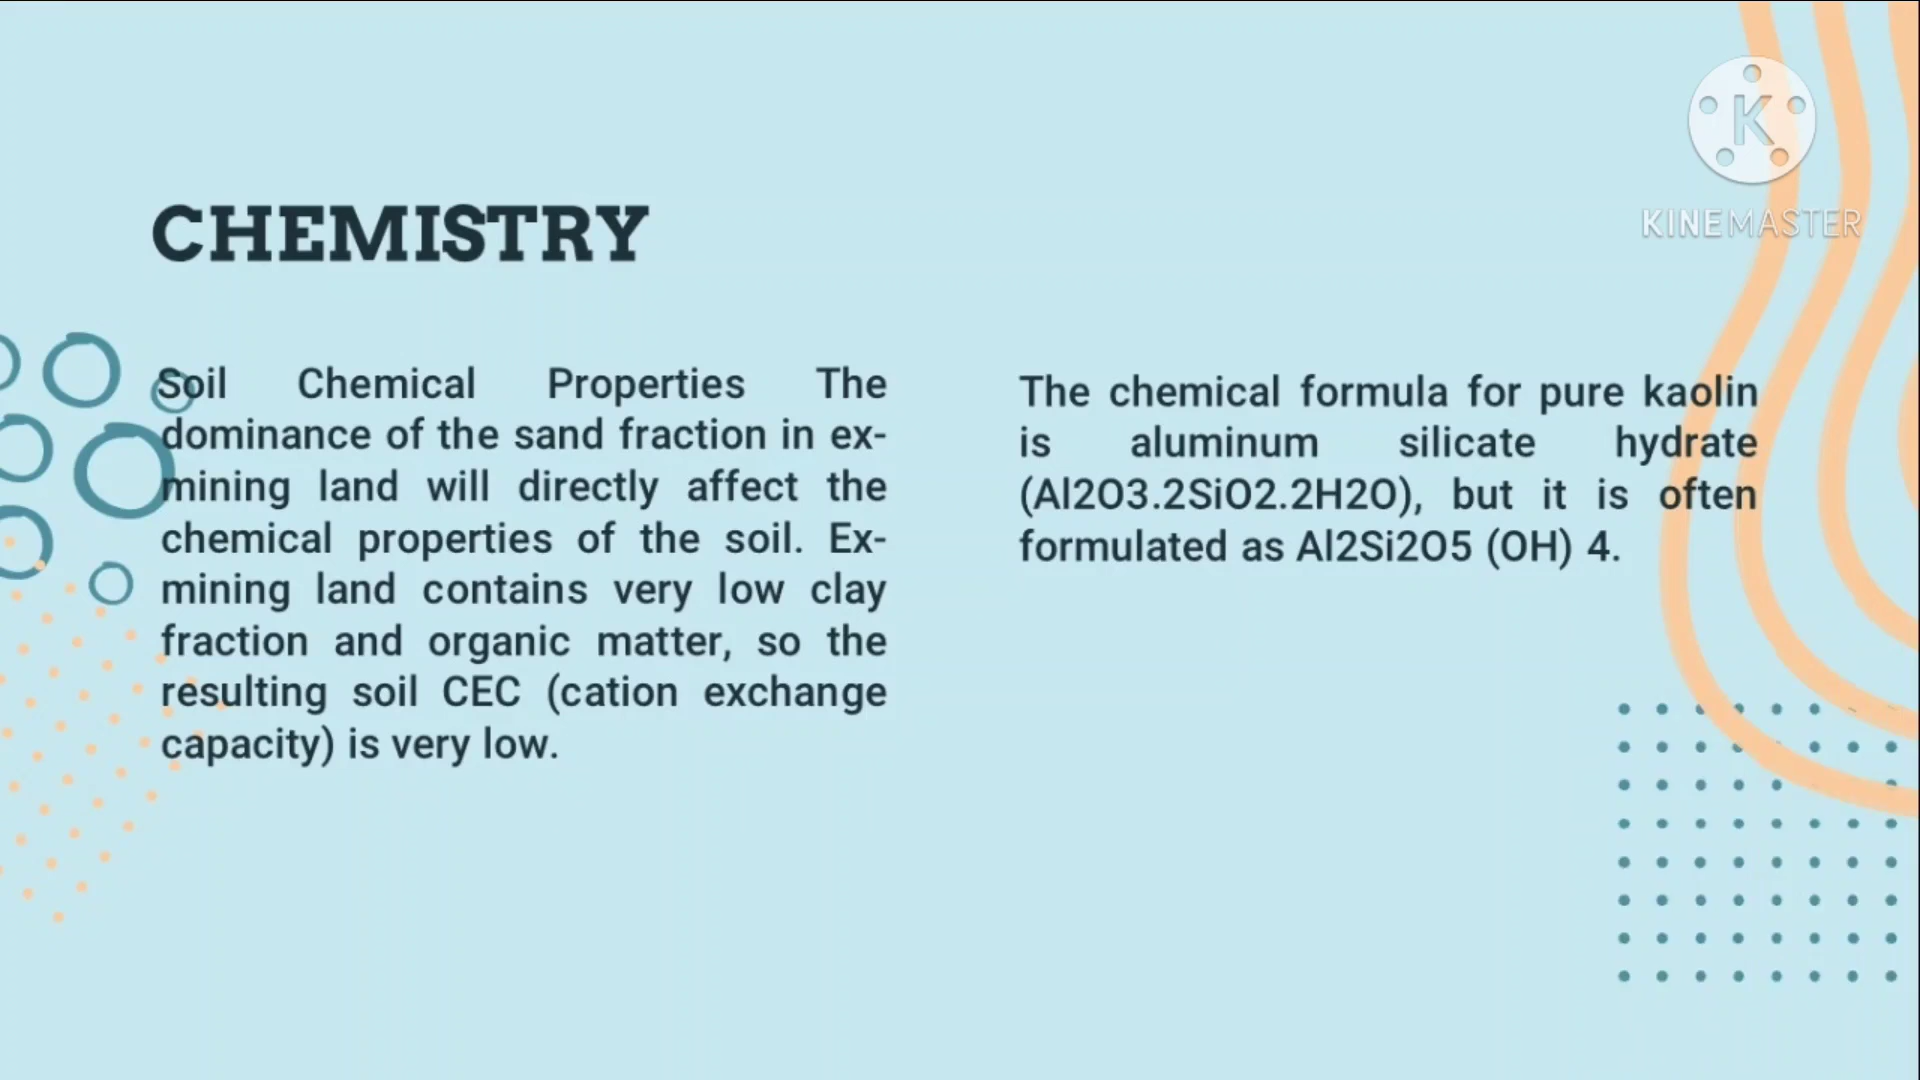 KINEMASTER
CHEMISTRY
Soil Chemical Properties The
dominance of the sand fraction in ex-
mining land will directly affect the
chemical properties of the soil. Ex-
mining land contains very low clay
fraction and organic matter, so the
resulting soil CEC (cation exchange
capacity) is very low.
The chemical formula for pure kaolin
is aluminum silicate hydrate
(Al2O3.2SiO2.2H2O), but it is often
formulated as Al2Si2O5 (OH) 4.